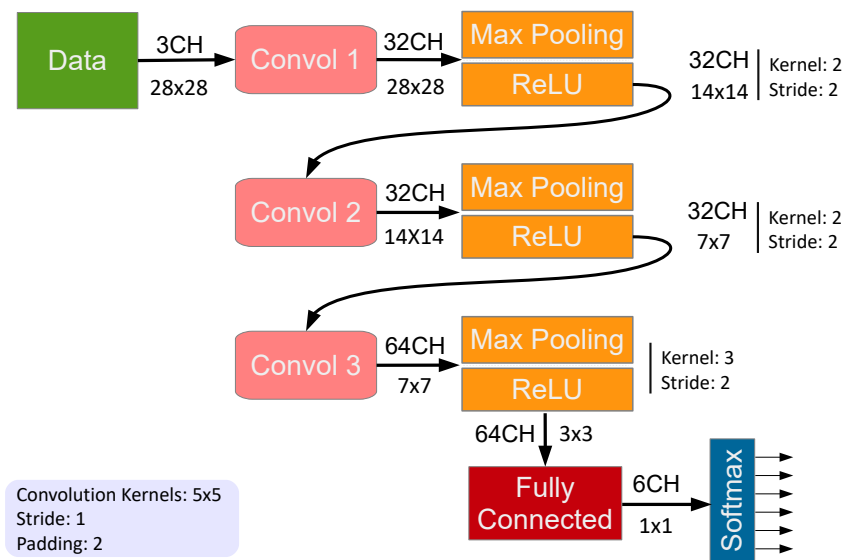 Data
3CH
28x28
Convol 1
32CH
28x28
Max Pooling
ReLU
32CH
14x14
Kernel: 2
Stride: 2
Convol 2
32CH
14X14
Max Pooling
ReLU
32CH
7x7
Kernel: 2
Stride: 2
Convol 3
64CH
7x7
Max Pooling
ReLU
Kernel: 3
Stride: 2
64CH
3x3
Fully
Connected
6CH
1x1
Softmax
Convolution Kernels: 5x5
Stride: 1
Padding: 2